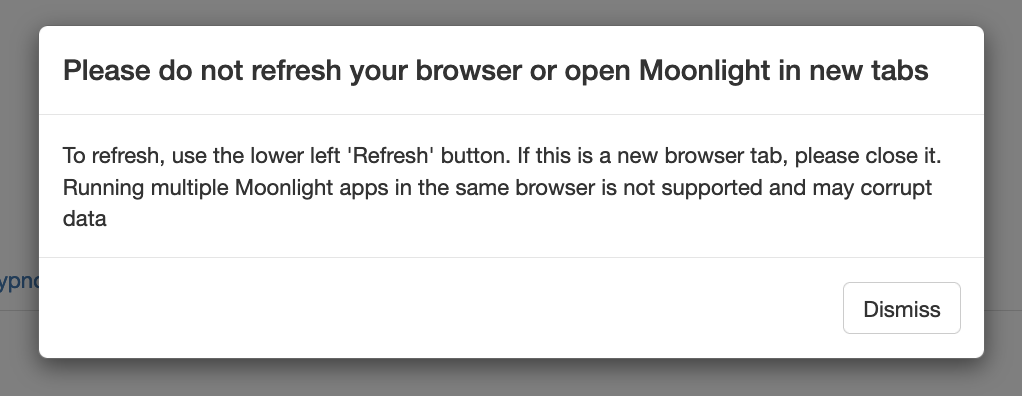 Please do not refresh your browser or open Moonlight in new tabs
To refresh, use the lower left 'Refresh' button. If this is a new browser tab, please close it.
Running multiple Moonlight apps in the same browser is not supported and may corrupt
data
Dismiss